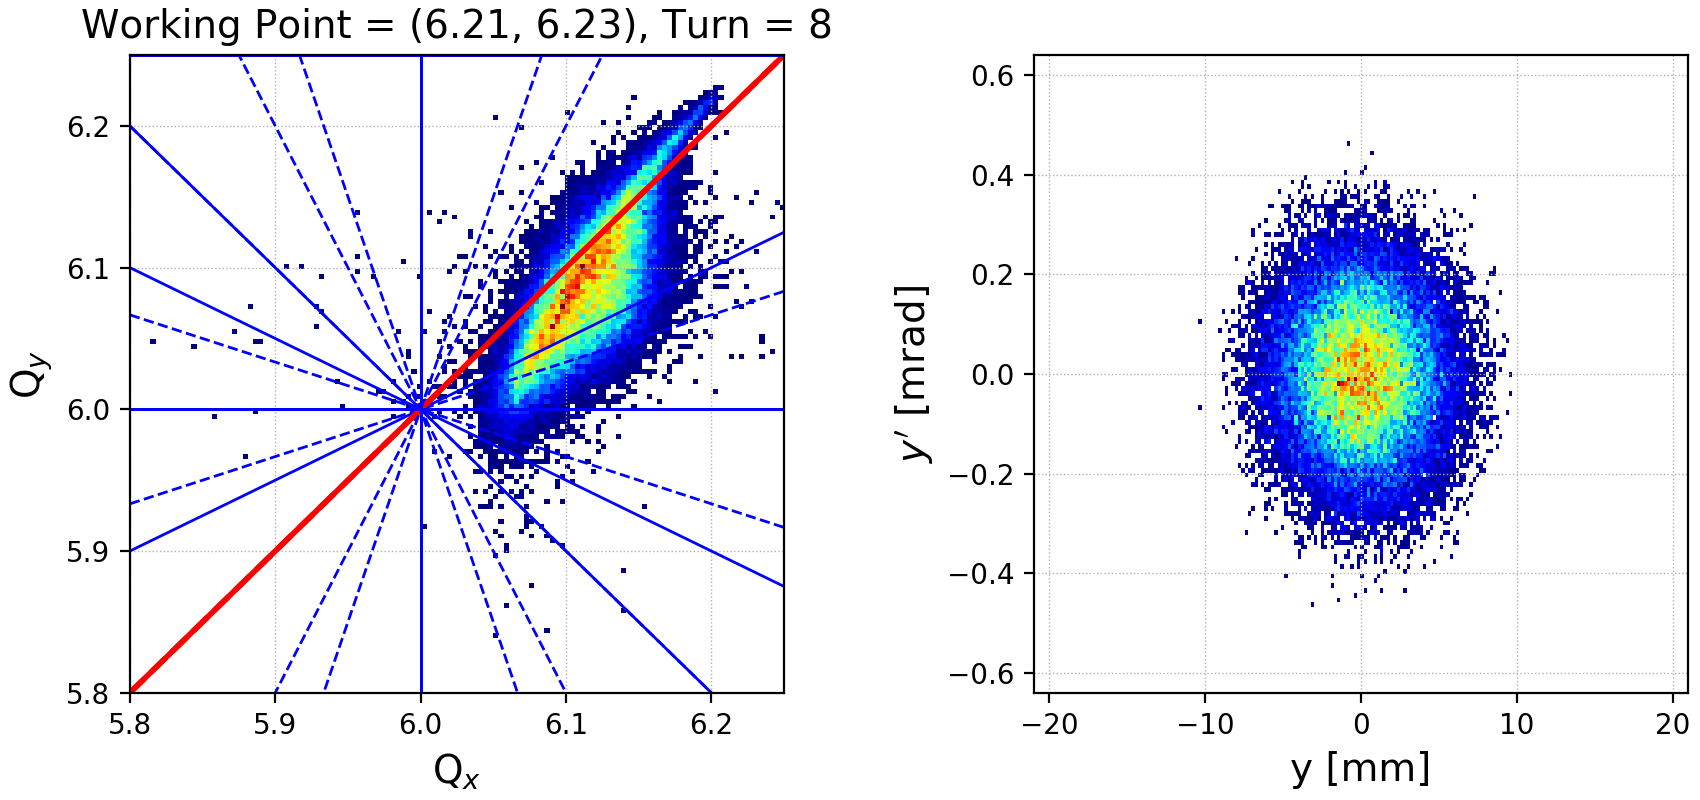 Working Point = (6.21, 6.23), Turn = 8
6.2
6.1
6.0
5.9
5.8
Qy
5.8 5.9 6.0 6.1 6.2
Qx
0.6
0.4
0.2
0.0
−0.2
−0.4
−0.6
y′ [mrad]
−20 −10 0 10 20
y [mm]